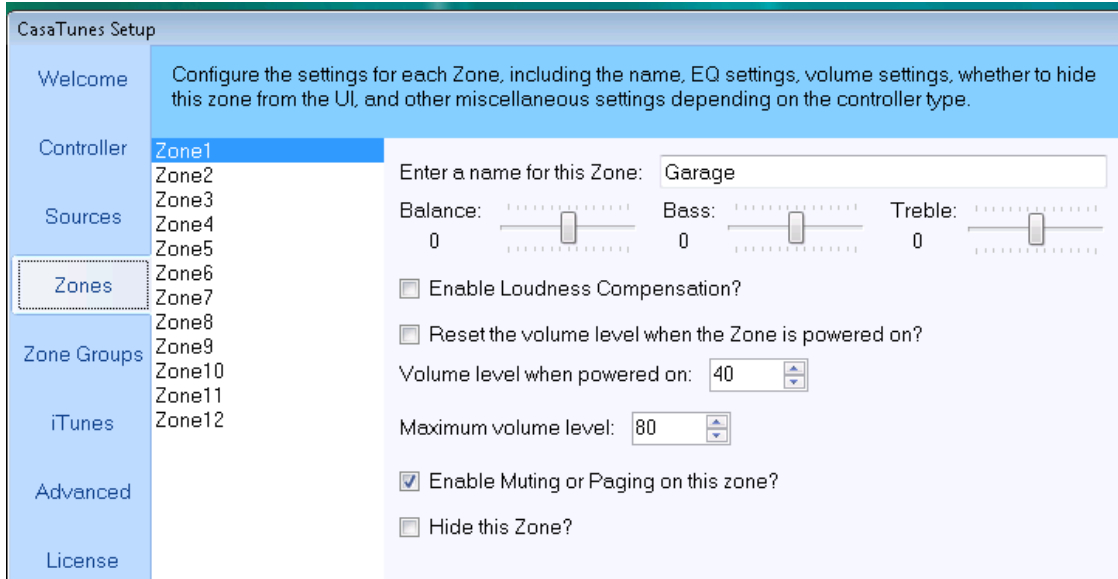 CasaTunes Setup
Welcome
Controller
Sources
Zones
Zone Groups
iTunes
Advanced
License
Configure the settings for each Zone, including the name, EQ settings, volume settings, whether to hide
this zone from the UI, and other miscellaneous settings depending on the controller type.
Zone1
Zone2
Zone3
Zone4
Zone5
Zone6
Zone7
Zone8
Zone9
Zone10
Zone11
Zone12
Enter a name for this Zone: Garage
Balance: Bass: Treble:
0 0 0
Enable Loudness Compensation?
Reset the volume level when the Zone is powered on?
Volume level when powered on: 40
Maximum volume level: 80
Enable Muting or Paging on this zone?
Hide this Zone?